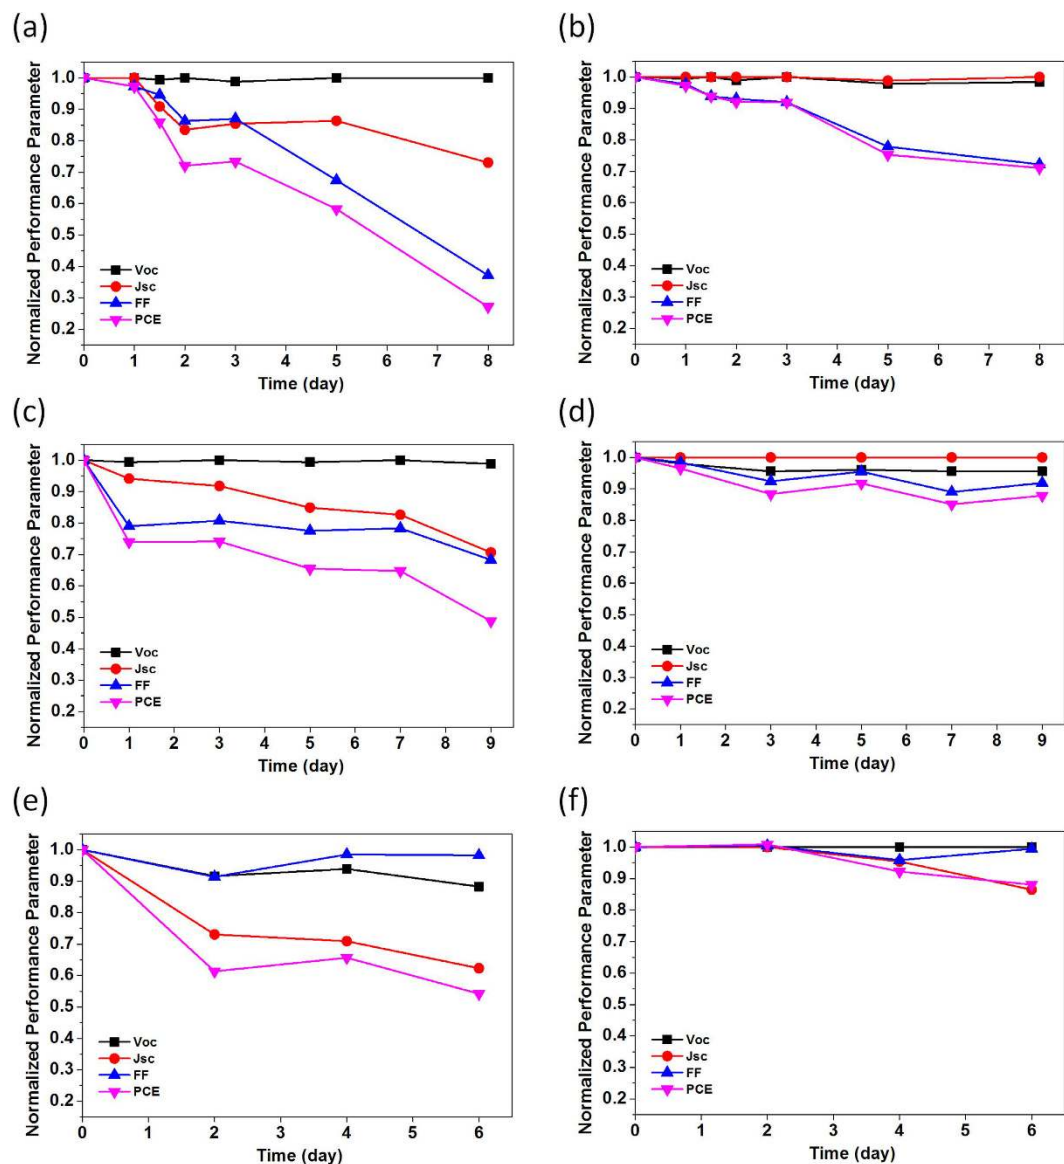 (a)
Normalized Performance Parameter
1.0
0.9
0.8
0.7
0.6
0.5
0.4
0.3
0.2
Voc
Jsc
FF
PCE
0 1 2 3 4 5 6 7 8
Time (day)
(b)
Normalized Performance Parameter
1.0
0.9
0.8
0.7
0.6
0.5
0.4
0.3
0.2
Voc
Jsc
FF
PCE
0 1 2 3 4 5 6 7 8
Time (day)
(c)
Normalized Performance Parameter
1.0
0.9
0.8
0.7
0.6
0.5
0.4
0.3
0.2
Voc
Jsc
FF
PCE
0 1 2 3 4 5 6 7 8 9
Time (day)
(d)
Normalized Performance Parameter
1.0
0.9
0.8
0.7
0.6
0.5
0.4
0.3
0.2
Voc
Jsc
FF
PCE
0 1 2 3 4 5 6 7 8 9
Time (day)
(e)
Normalized Performance Parameter
1.0
0.9
0.8
0.7
0.6
0.5
0.4
0.3
0.2
Voc
Jsc
FF
PCE
0 1 2 3 4 5 6
Time (day)
(f)
Normalized Performance Parameter
1.0
0.9
0.8
0.7
0.6
0.5
0.4
0.3
0.2
Voc
Jsc
FF
PCE
0 1 2 3 4 5 6
Time (day)